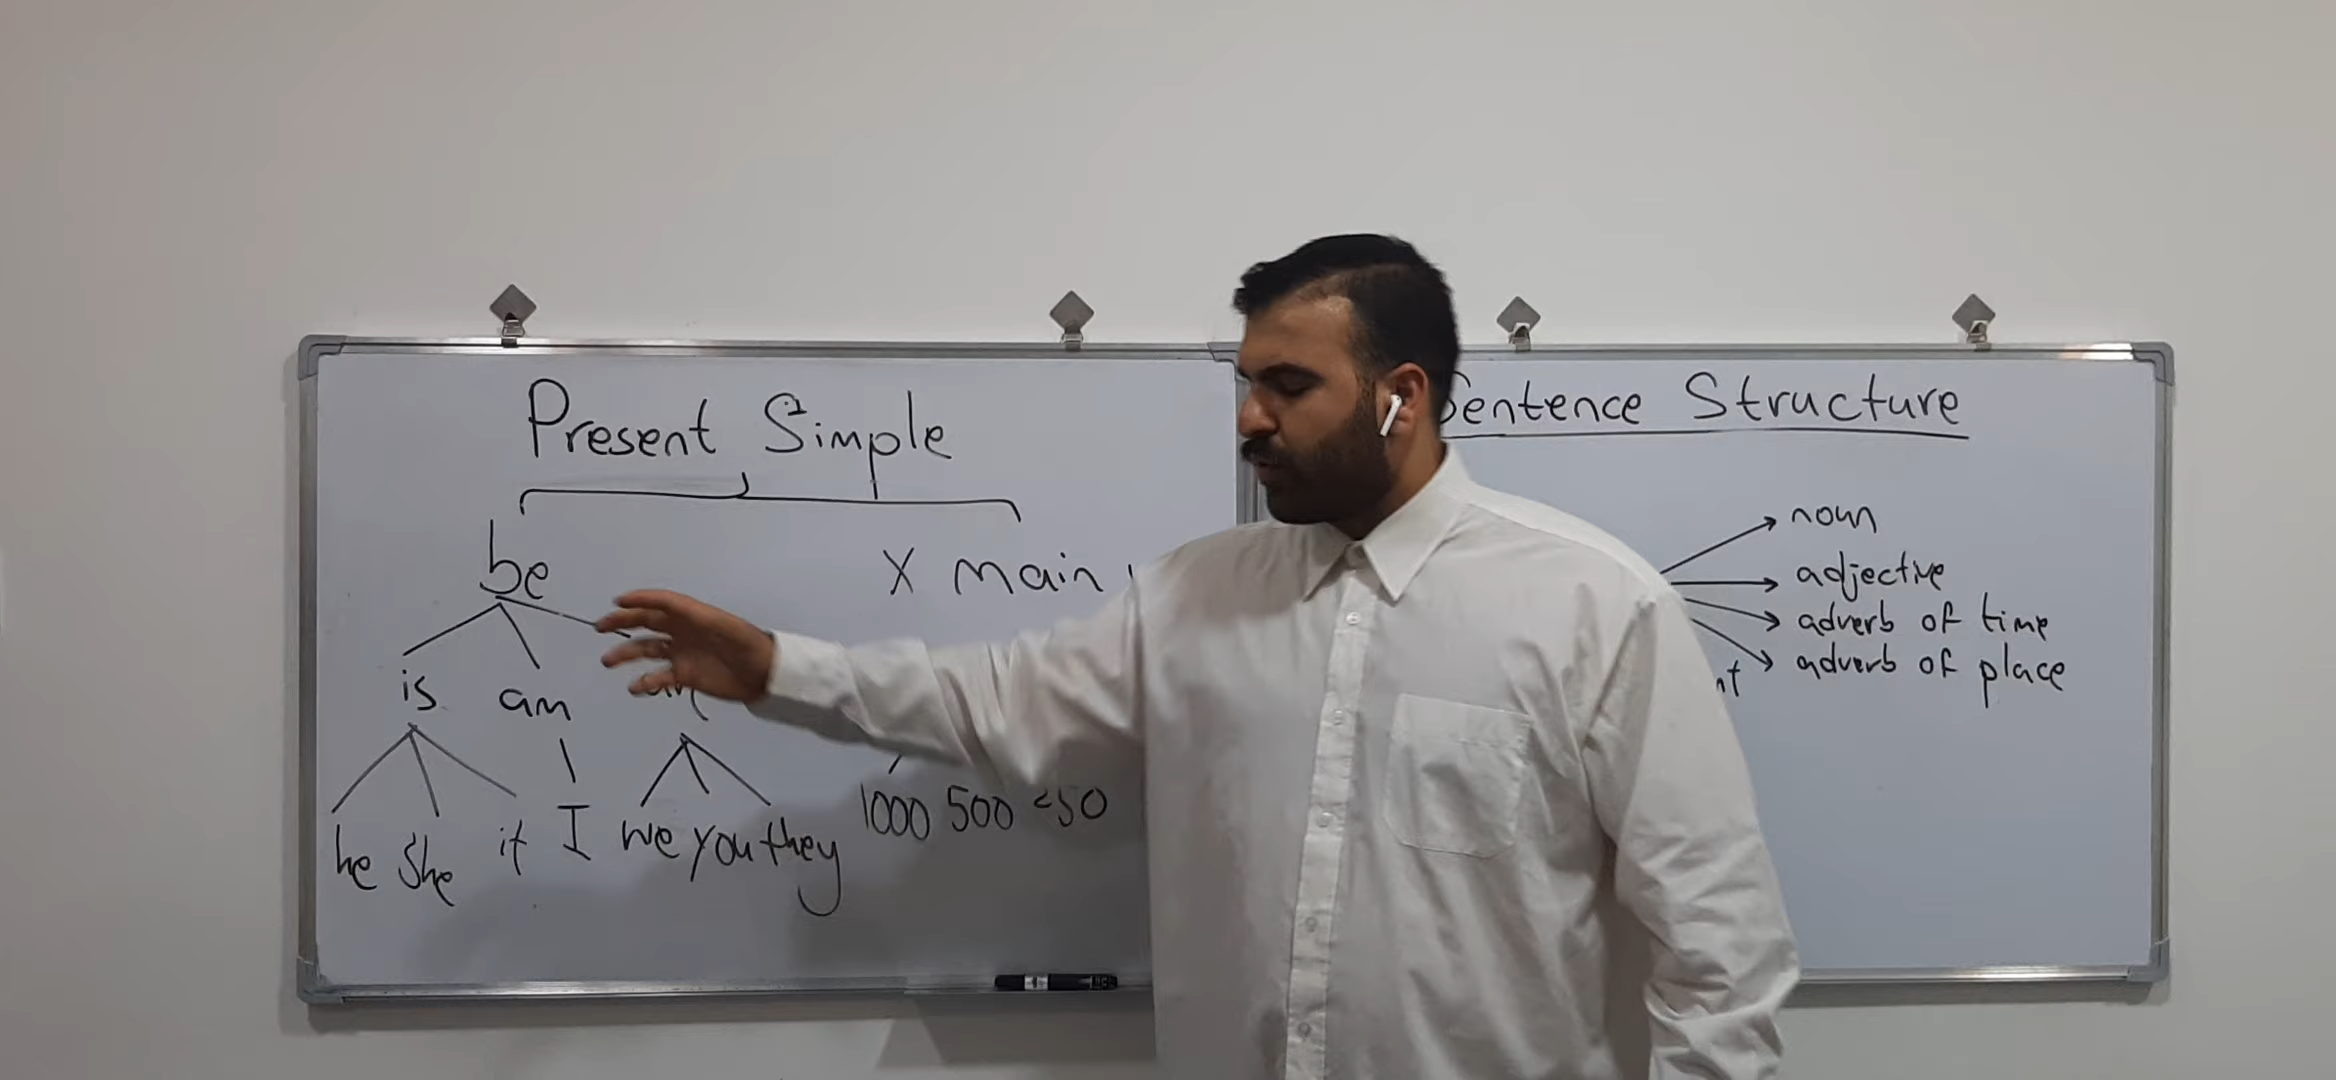 Present Simple
be
X main
is am
he she it I we you they
1000 500 <50
Sentence Structure
noun
adjective
adverb of time
adverb of place